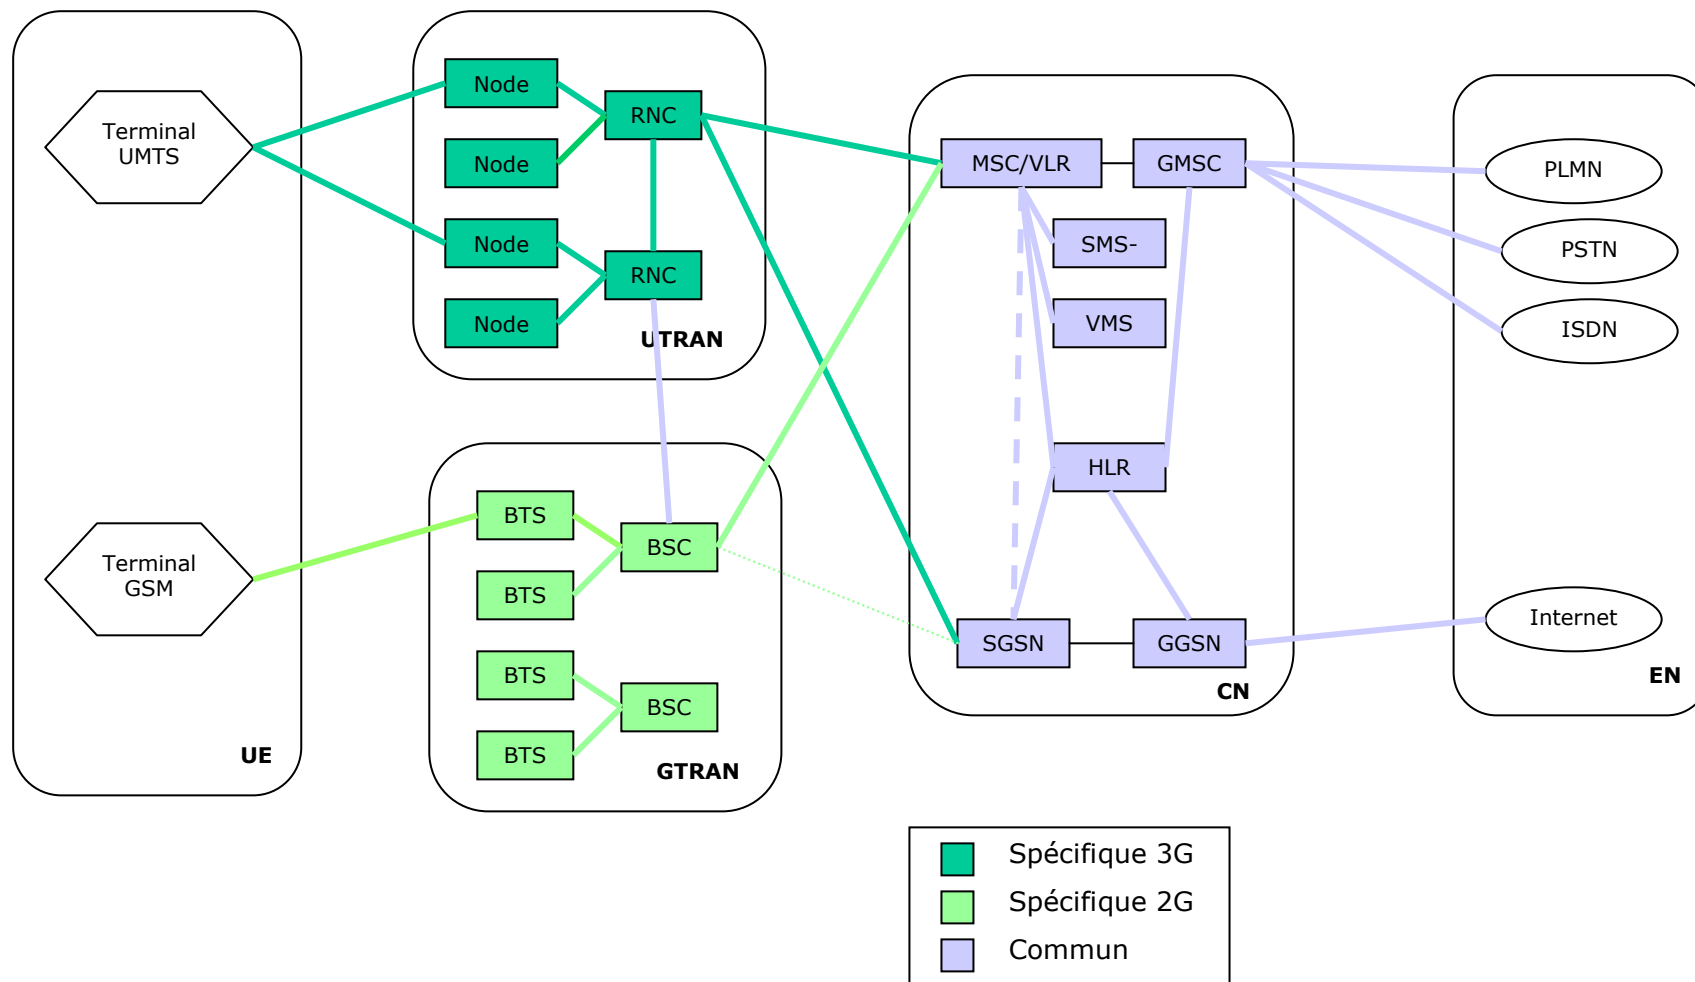 Terminal
UMTS
Terminal
GSM
UE
Node
Node
Node
Node
RNC
RNC
UTRAN
BTS
BTS
BTS
BTS
BSC
BSC
GTRAN
MSC/VLR
GMSC
SMS-
VMS
HLR
SGSN
GGSN
CN
PLMN
PSTN
ISDN
Internet
EN
Spécifique 3G
Spécifique 2G
Commun